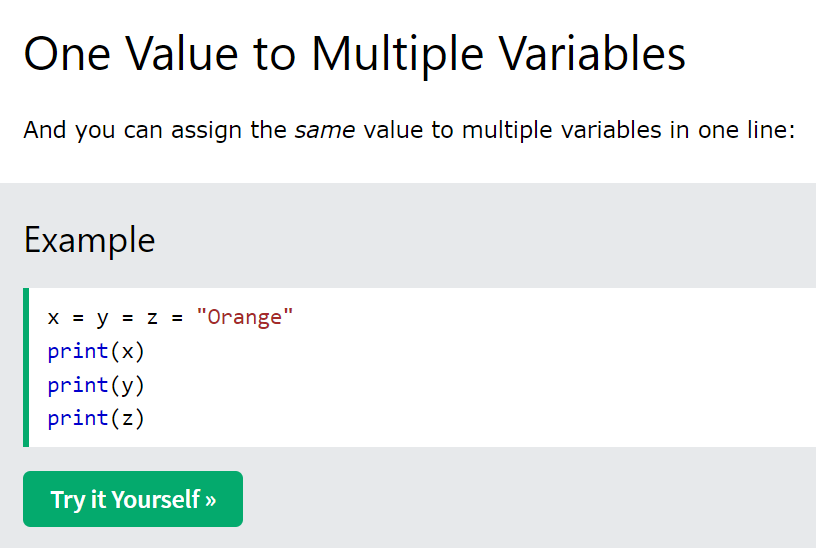 One Value to Multiple Variables
And you can assign the same value to multiple variables in one line:
Example
x = y = z = "Orange"
print(x)
print(y)
print(z)
Try it Yourself »